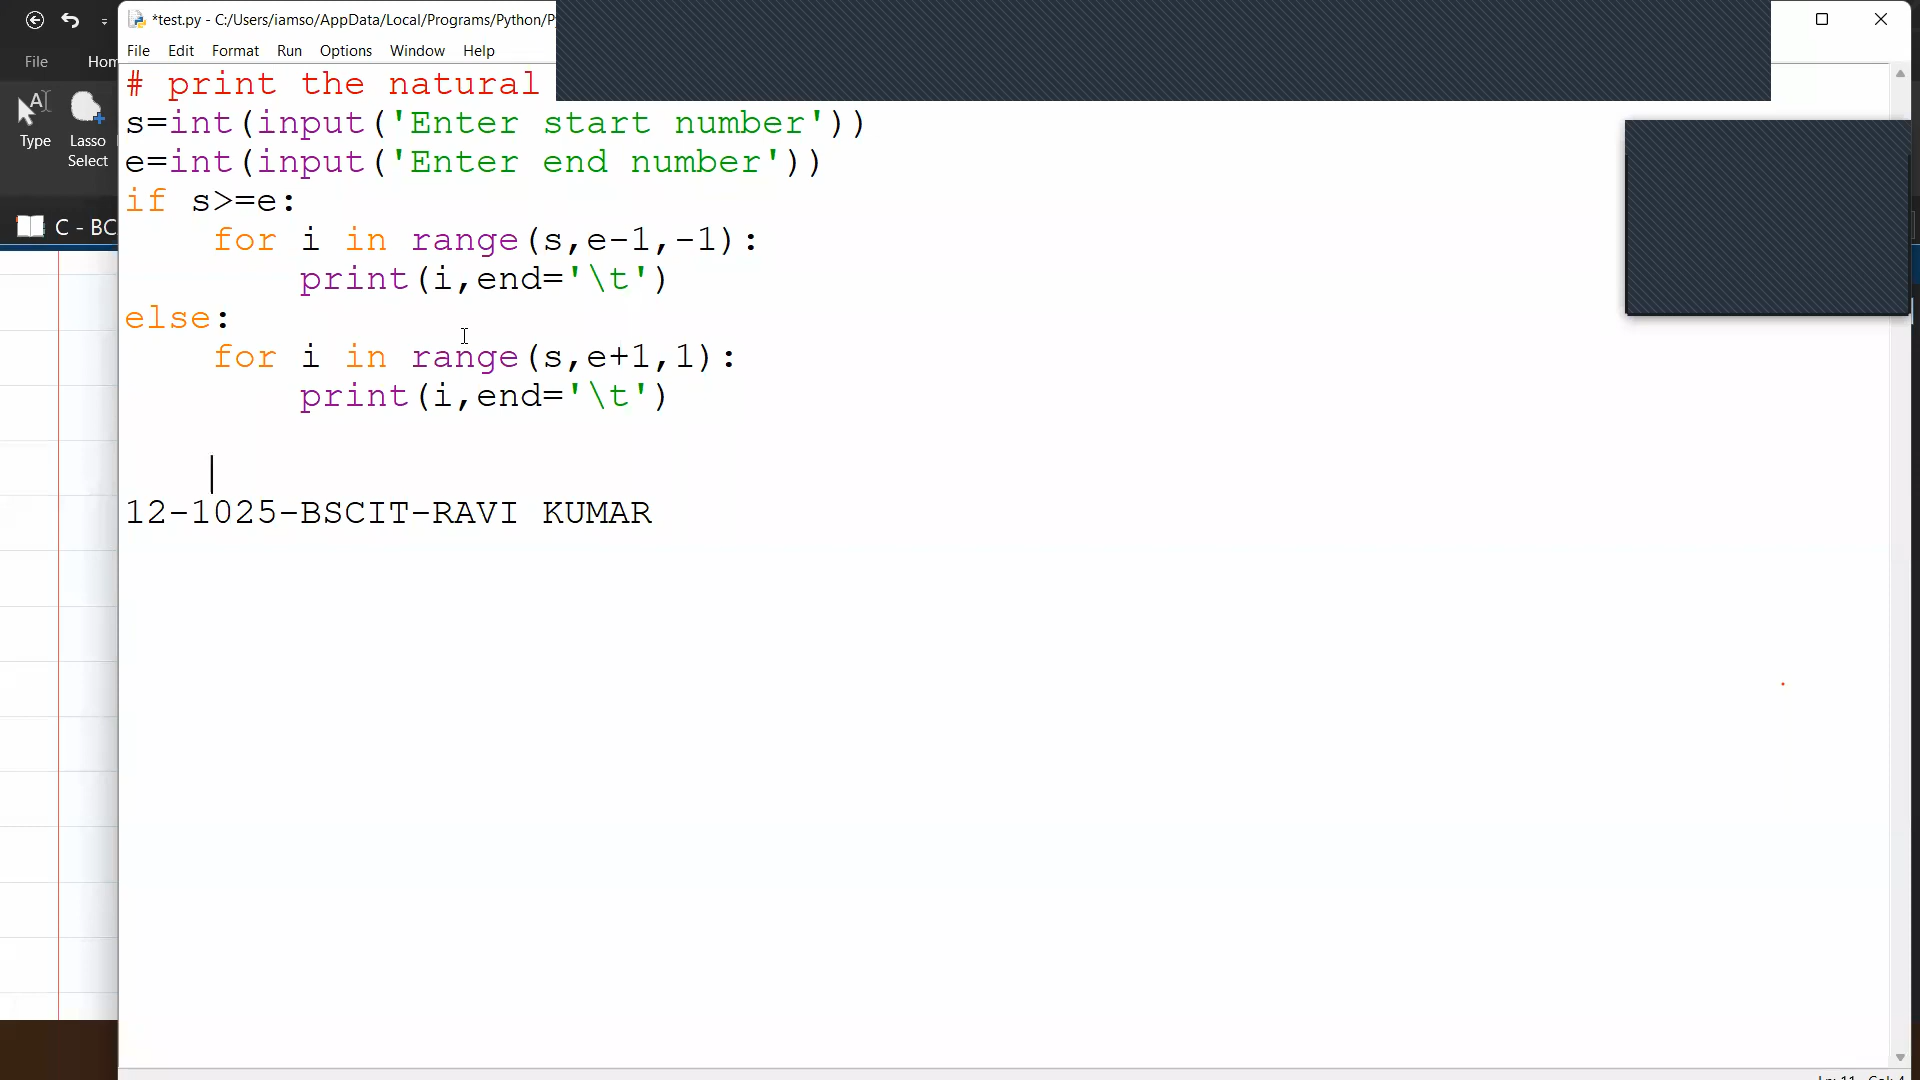 *test.py - C:/Users/iamso/AppData/Local/Programs/Python/P
File Edit Format Run Options Window Help
File Hom
Type Lasso Select
C - BC
# print the natural
s=int(input('Enter start number'))
e=int(input('Enter end number'))
if s>=e:
    for i in range(s,e-1,-1):
        print(i,end='\t')
else:
    for i in range(s,e+1,1):
        print(i,end='\t')
12-1025-BSCIT-RAVI KUMAR